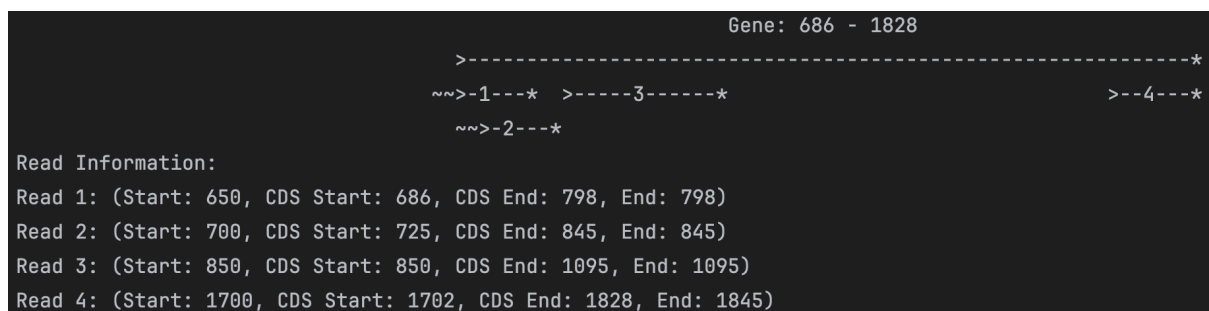 Gene: 686 - 1828
>-------------------------------------------------------------*
~~>-1---* >-----3------* >--4---*
~~>-2---*
Read Information:
Read 1: (Start: 650, CDS Start: 686, CDS End: 798, End: 798)
Read 2: (Start: 700, CDS Start: 725, CDS End: 845, End: 845)
Read 3: (Start: 850, CDS Start: 850, CDS End: 1095, End: 1095)
Read 4: (Start: 1700, CDS Start: 1702, CDS End: 1828, End: 1845)